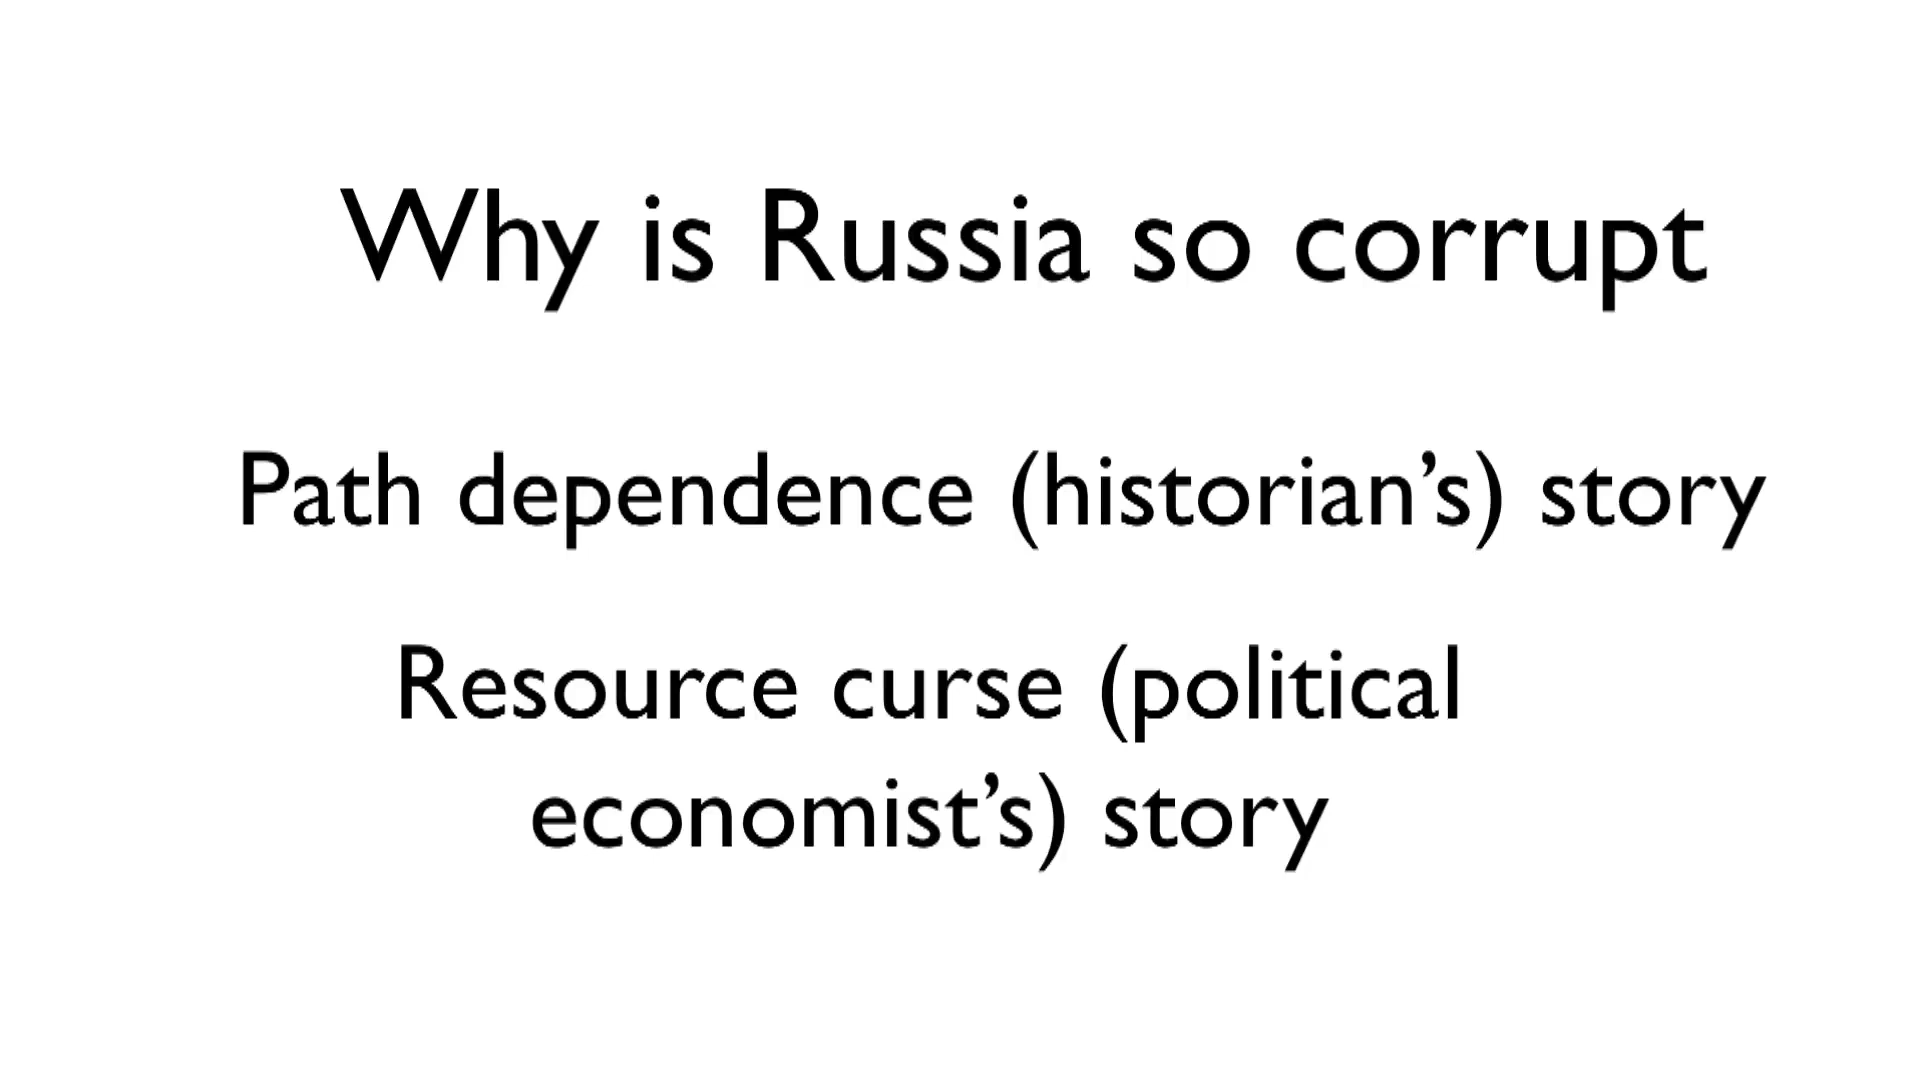 Why is Russia so corrupt
Path dependence (historian’s) story
Resource curse (political
economist’s) story